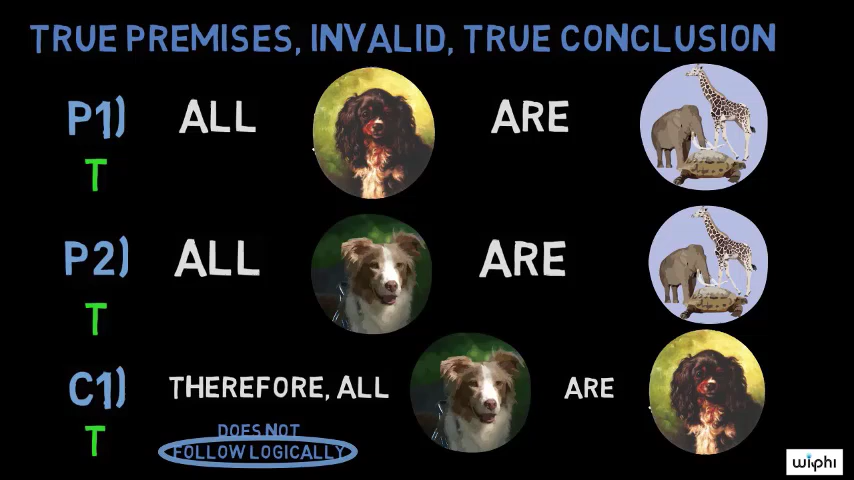 TRUE PREMISES, INVALID, TRUE CONCLUSION
P1) ALL ARE
T
P2) ALL ARE
T
C1) THEREFORE, ALL ARE
T
DOES NOT
FOLLOW LOGICALLY
wiphi